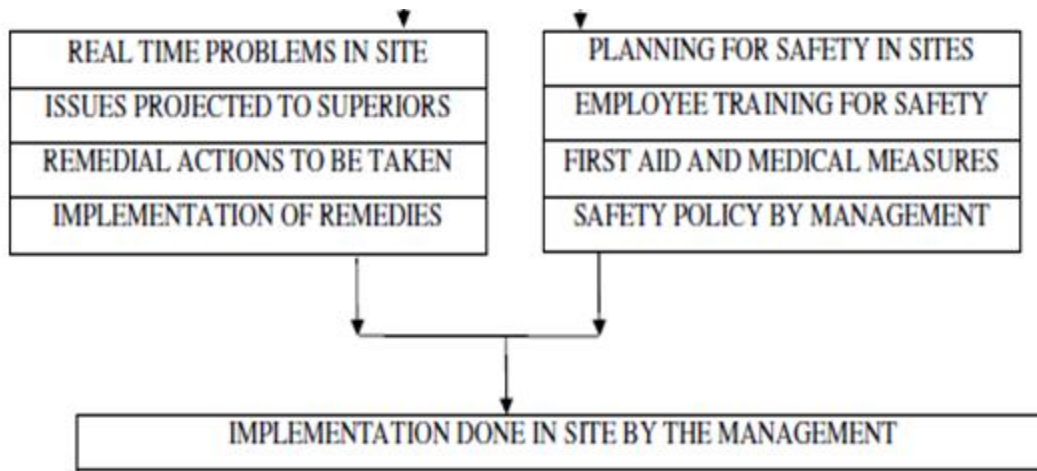 REAL TIME PROBLEMS IN SITE
ISSUES PROJECTED TO SUPERIORS
REMEDIAL ACTIONS TO BE TAKEN
IMPLEMENTATION OF REMEDIES
PLANNING FOR SAFETY IN SITES
EMPLOYEE TRAINING FOR SAFETY
FIRST AID AND MEDICAL MEASURES
SAFETY POLICY BY MANAGEMENT
IMPLEMENTATION DONE IN SITE BY THE MANAGEMENT